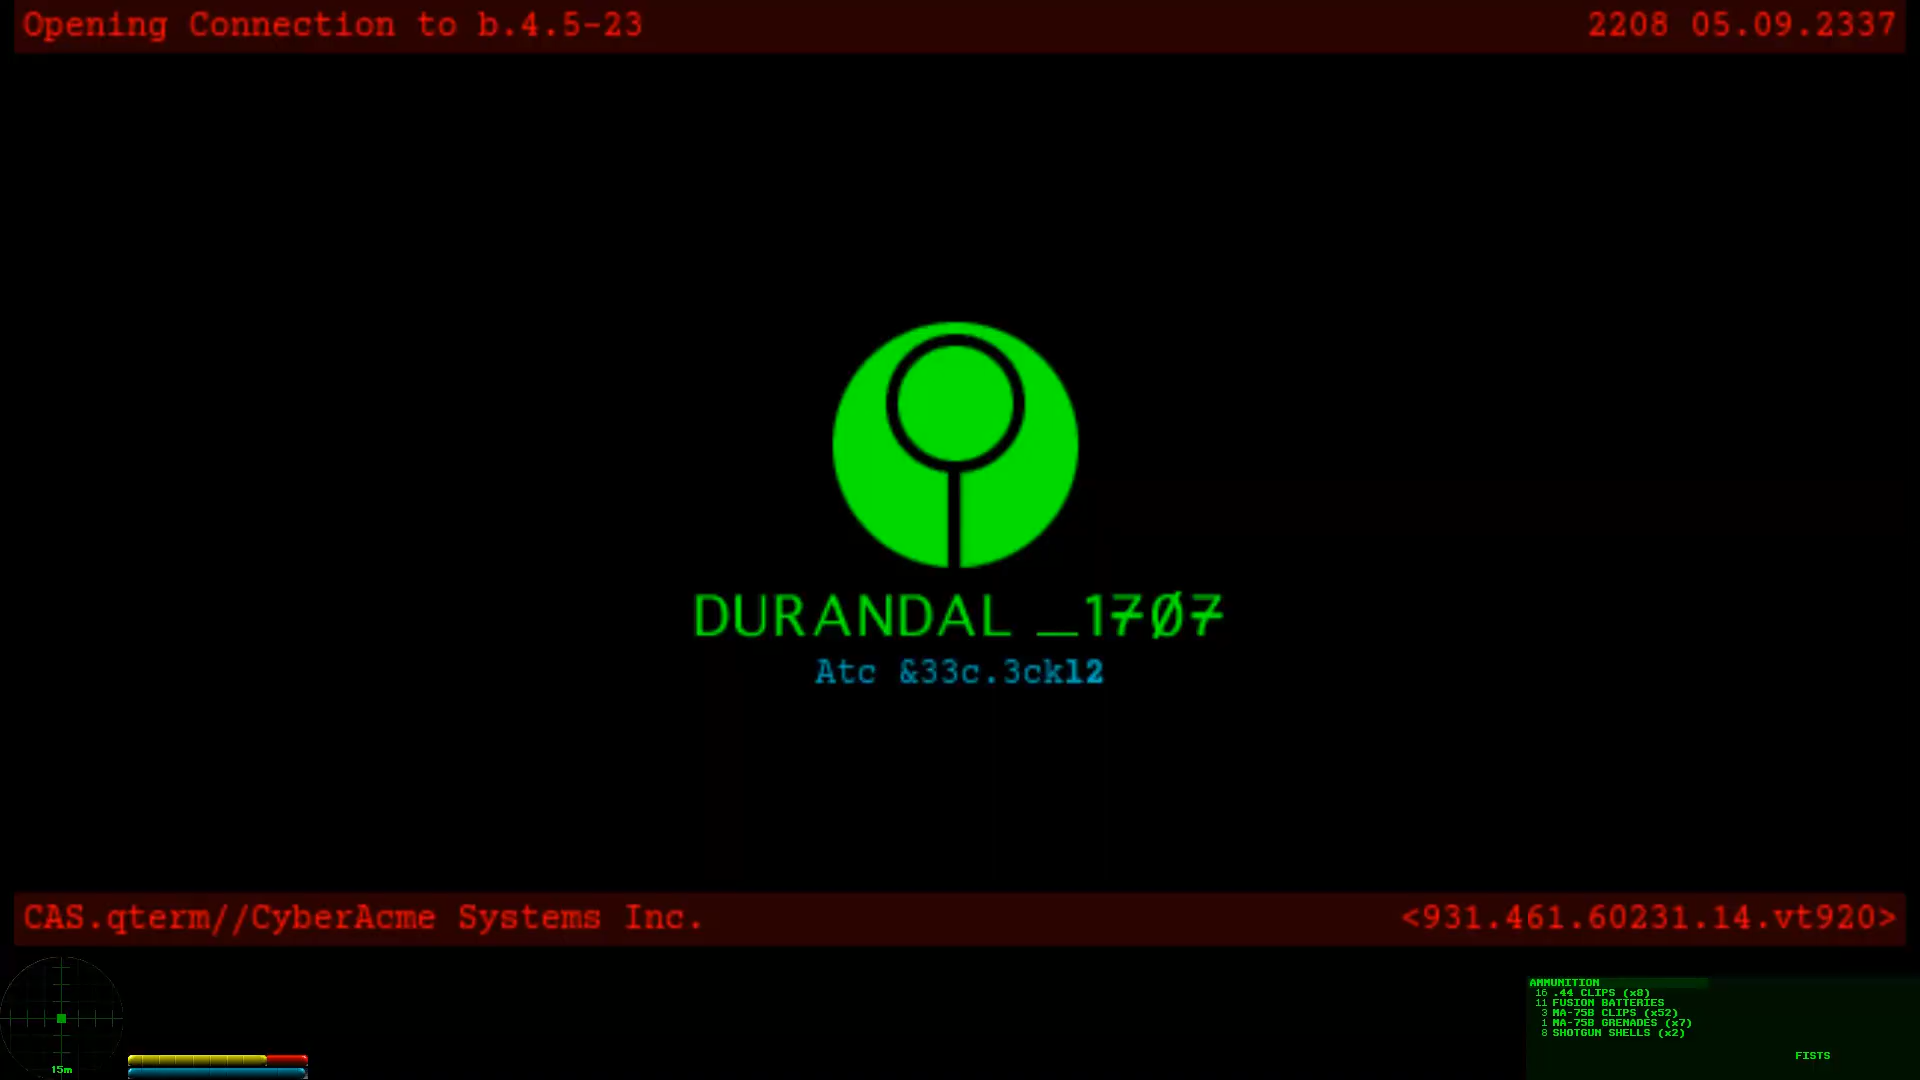 Opening Connection to b.4.5-23
2208 05.09.2337
DURANDAL _17Ø7
Atc &33c.3ckl2
CAS.qterm//CyberAcme Systems Inc.
<931.461.60231.14.vt920>
15m
AMMUNITION
16 .44 CLIPS (x8)
11 FUSION BATTERIES
3 MA-75B CLIPS (x52)
1 MA-75B GRENADES (x7)
8 SHOTGUN SHELLS (x2)
FISTS